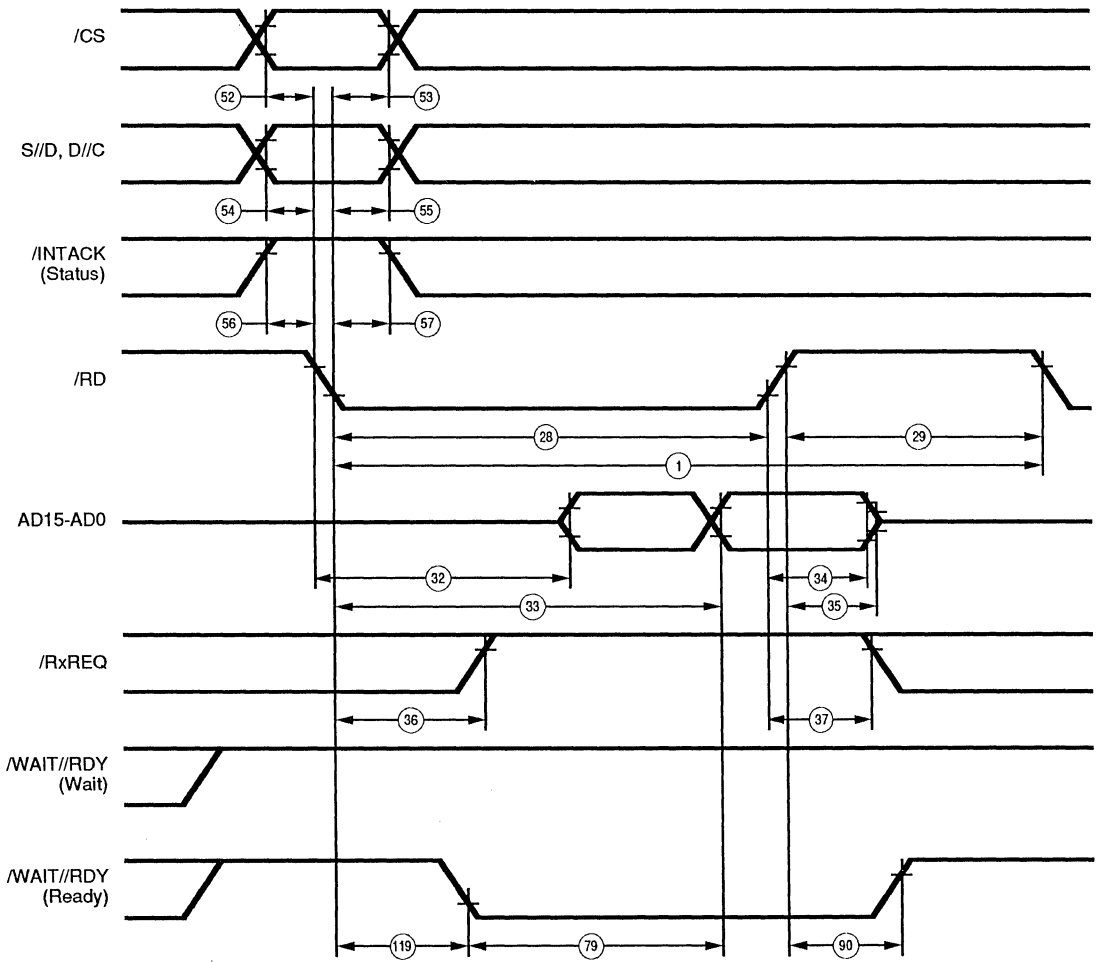 /CS
52
53
S//D, D//C
54
55
/INTACK
(Status)
56
57
/RD
28
29
1
AD15-AD0
32
34
33
35
/RxREQ
36
37
/WAIT//RDY
(Wait)
/WAIT//RDY
(Ready)
119
79
90